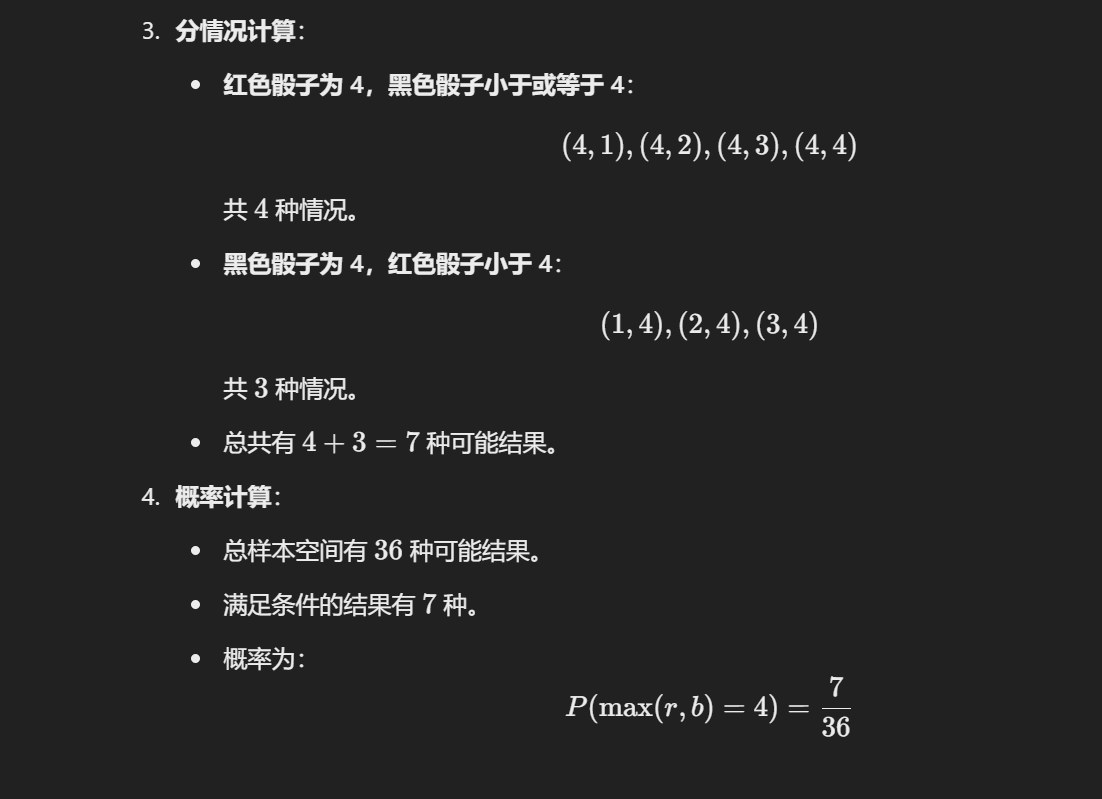 3. 分情况计算：
• 红色骰子为 4，黑色骰子小于或等于 4：
(4, 1), (4, 2), (4, 3), (4, 4)
共 4 种情况。
• 黑色骰子为 4，红色骰子小于 4：
(1, 4), (2, 4), (3, 4)
共 3 种情况。
• 总共有 4 + 3 = 7 种可能结果。
4. 概率计算：
• 总样本空间有 36 种可能结果。
• 满足条件的结果有 7 种。
• 概率为：
P(max(r, b) = 4) = 7/36